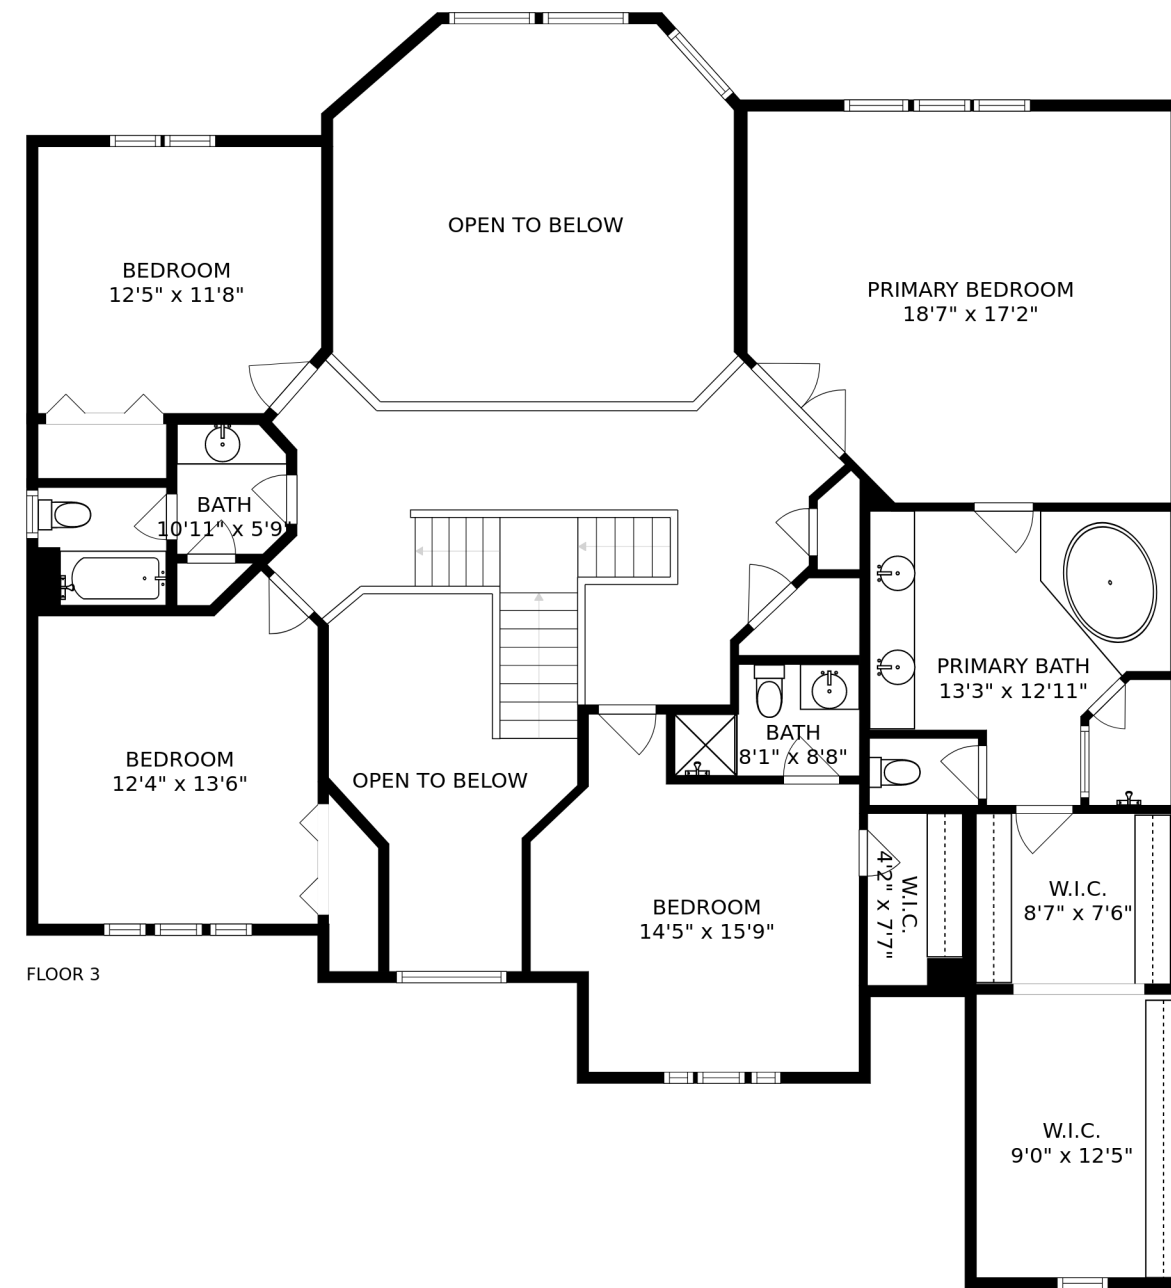 OPEN TO BELOW
BEDROOM
12'5" x 11'8"
PRIMARY BEDROOM
18'7" x 17'2"
BATH
10'11" x 5'9"
PRIMARY BATH
13'3" x 12'11"
BATH
8'1" x 8'8"
BEDROOM
12'4" x 13'6"
OPEN TO BELOW
BEDROOM
14'5" x 15'9"
W.I.C.
4'2" x 7'7"
W.I.C.
8'7" x 7'6"
FLOOR 3
W.I.C.
9'0" x 12'5"